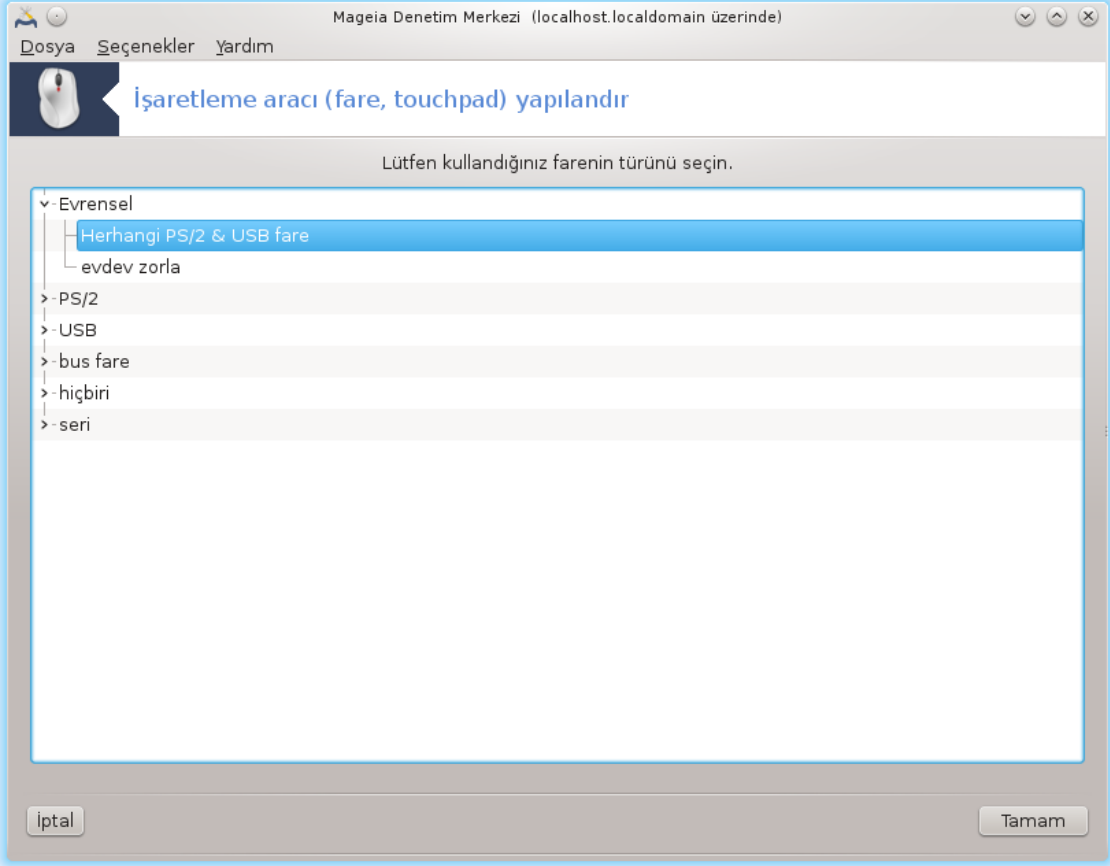 Mageia Denetim Merkezi (localhost.localdomain üzerinde)
Dosya Seçenekler Yardım
İşaretleme aracı (fare, touchpad) yapılandır
Lütfen kullandığınız farenin türünü seçin.
Evrensel
Herhangi PS/2 & USB fare
evdev zorla
PS/2
USB
bus fare
hiçbiri
seri
İptal Tamam